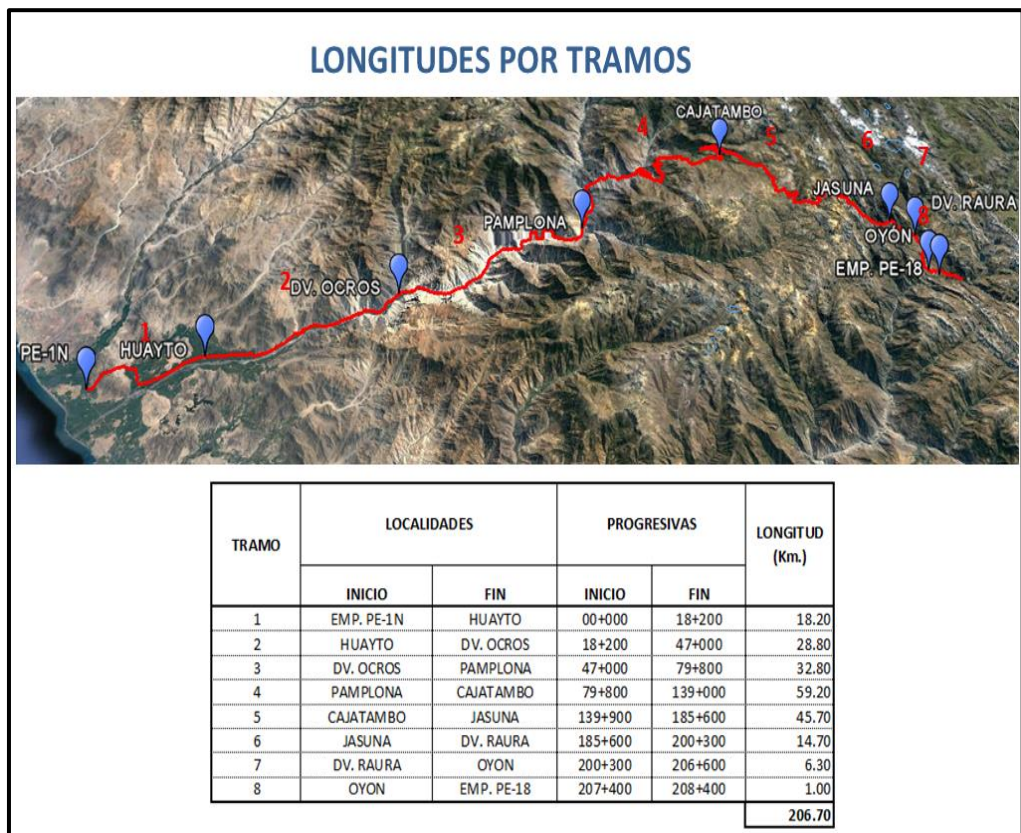 LONGITUDES POR TRAMOS
CAJATAMBO
4
5
6
7
JASUNA
DV. RAURA
PAMPLONA
8
OYÓN
3
EMP. PE-18
2
DV. OCROS
1
PE-1N
HUAYTO
TRAMO LOCALIDADES PROGRESIVAS LONGITUD (Km.)
INICIO FIN INICIO FIN
1 EMP. PE-1N HUAYTO 00+000 18+200 18.20
2 HUAYTO DV. OCROS 18+200 47+000 28.80
3 DV. OCROS PAMPLONA 47+000 79+800 32.80
4 PAMPLONA CAJATAMBO 79+800 139+000 59.20
5 CAJATAMBO JASUNA 139+900 185+600 45.70
6 JASUNA DV. RAURA 185+600 200+300 14.70
7 DV. RAURA OYON 200+300 206+600 6.30
8 OYON EMP. PE-18 207+400 208+400 1.00
206.70